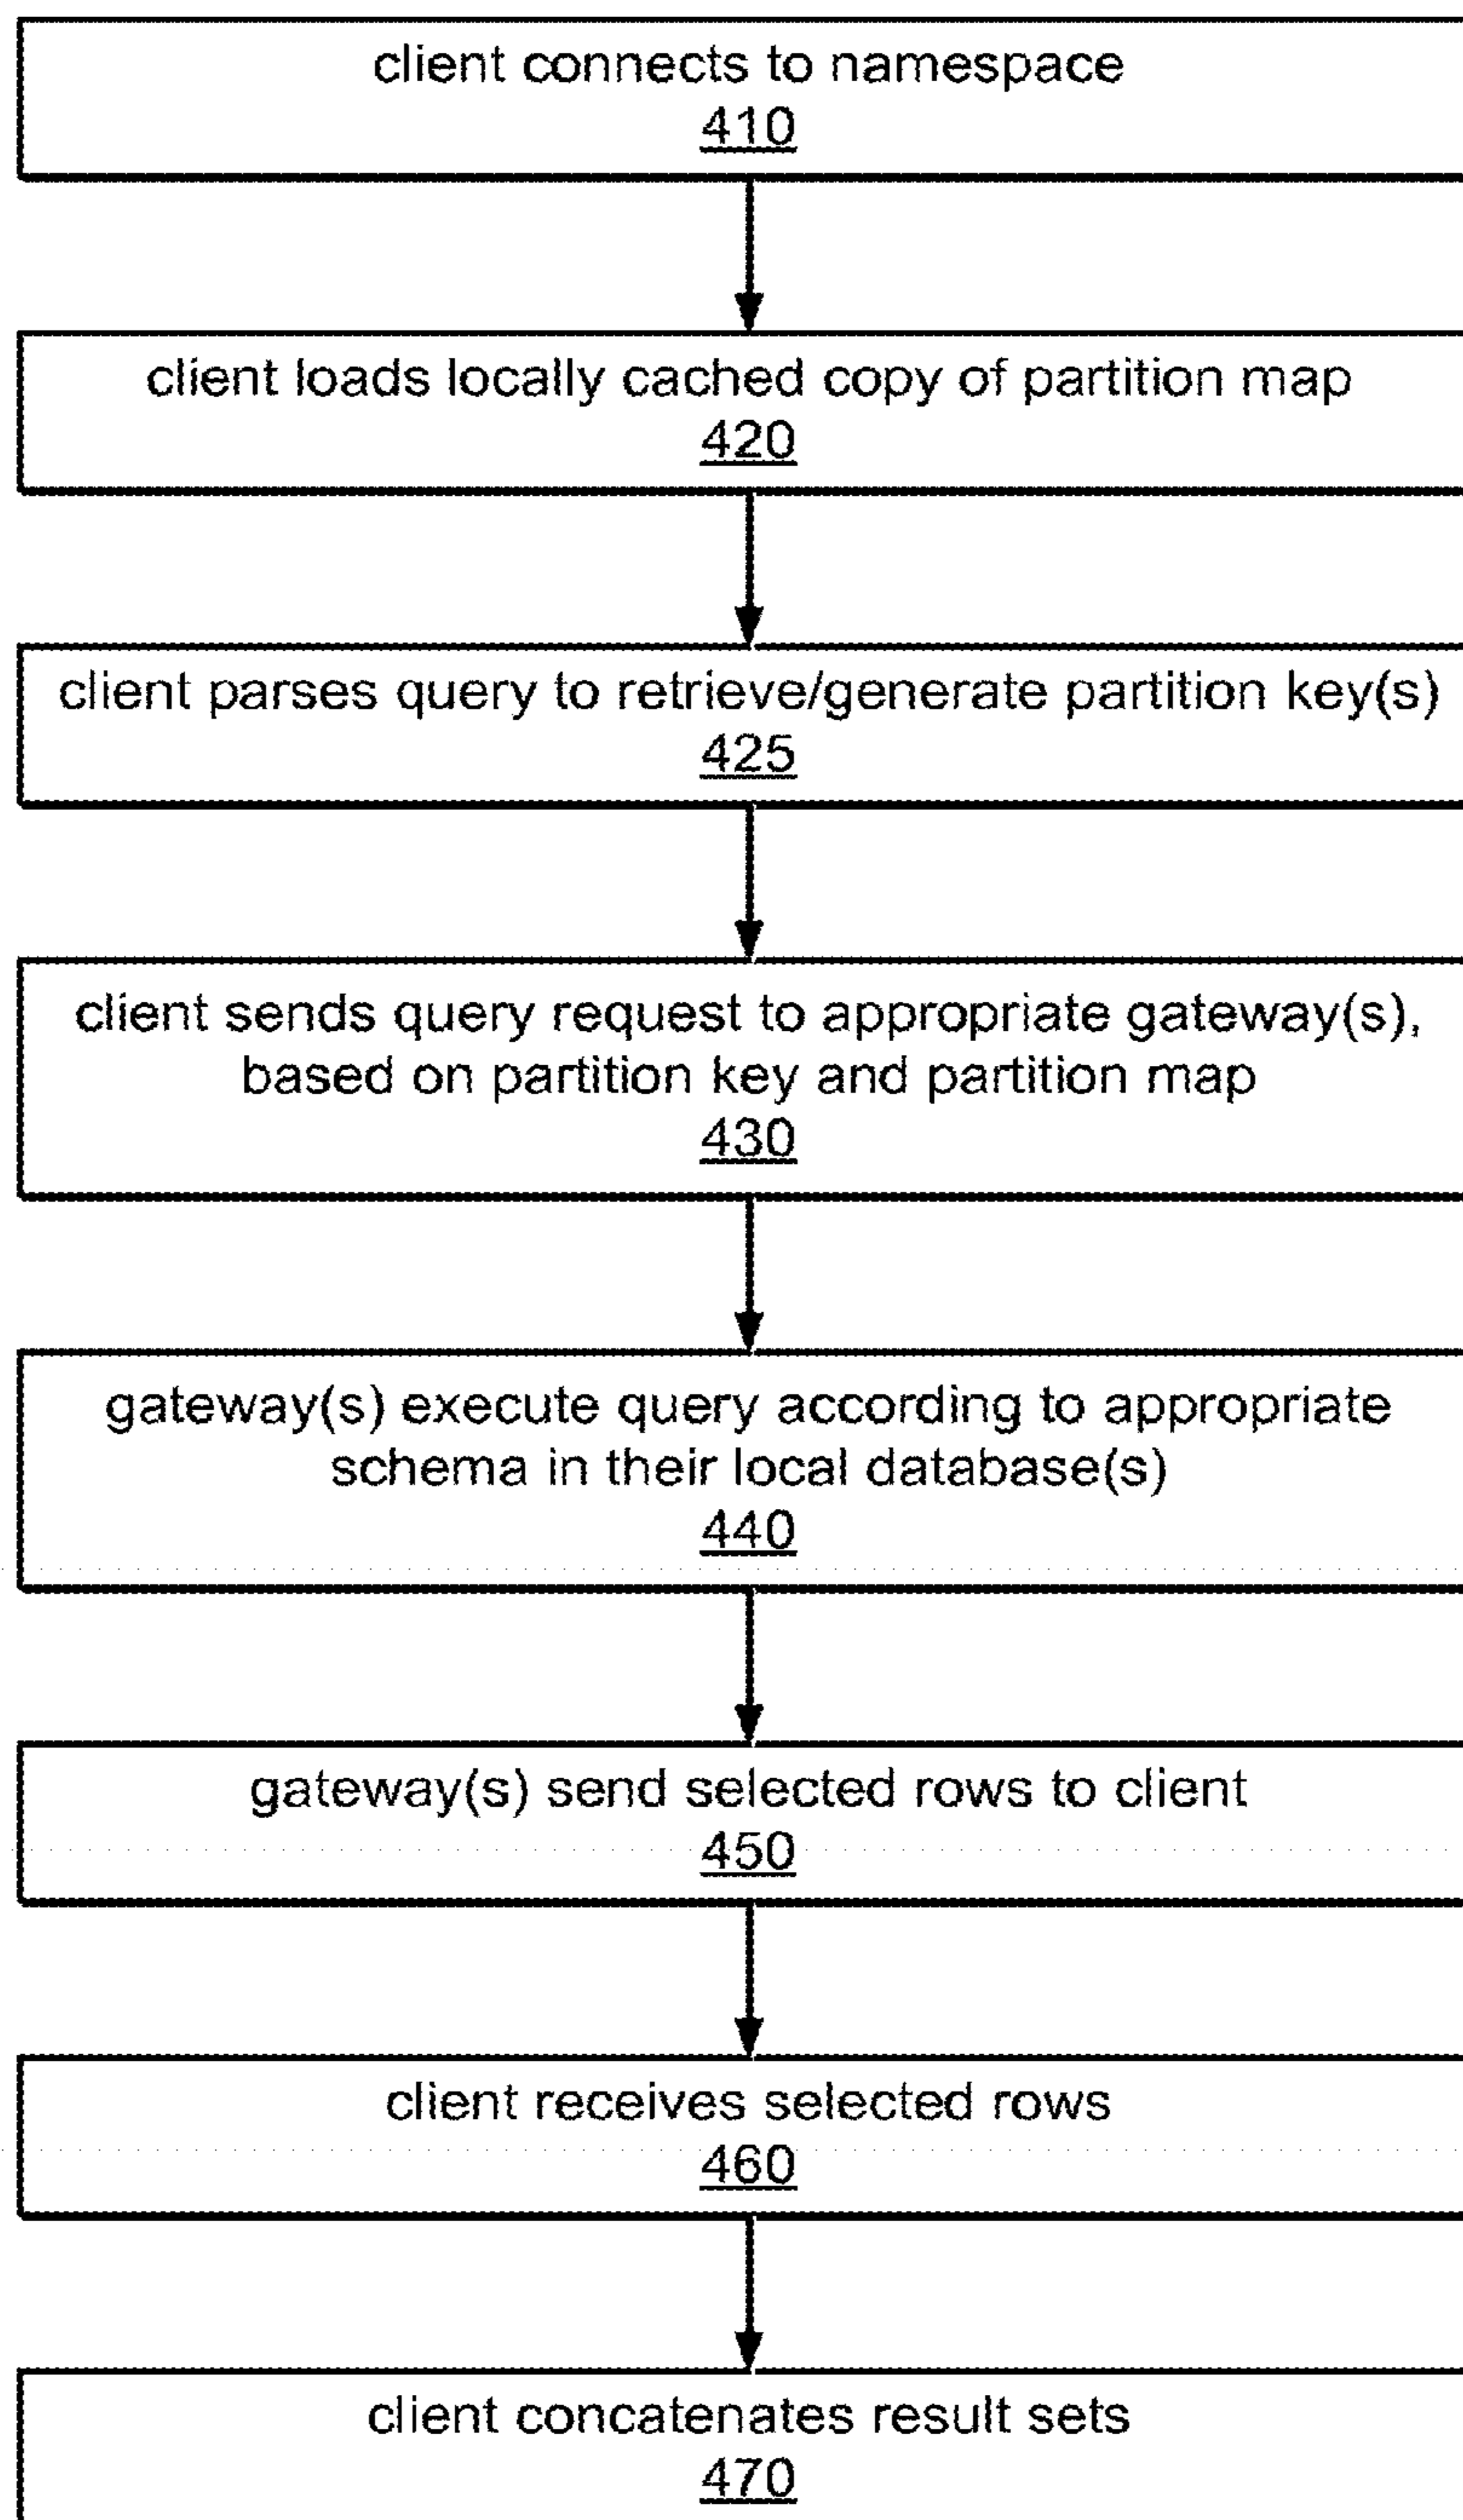 client connects to namespace
410
client loads locally cached copy of partition map
420
client parses query to retrieve/generate partition key(s)
425
client sends query request to appropriate gateway(s),
based on partition key and partition map
430
gateway(s) execute query according to appropriate
schema in their local database(s)
440
gateway(s) send selected rows to client
450
client receives selected rows
460
client concatenates result sets
470